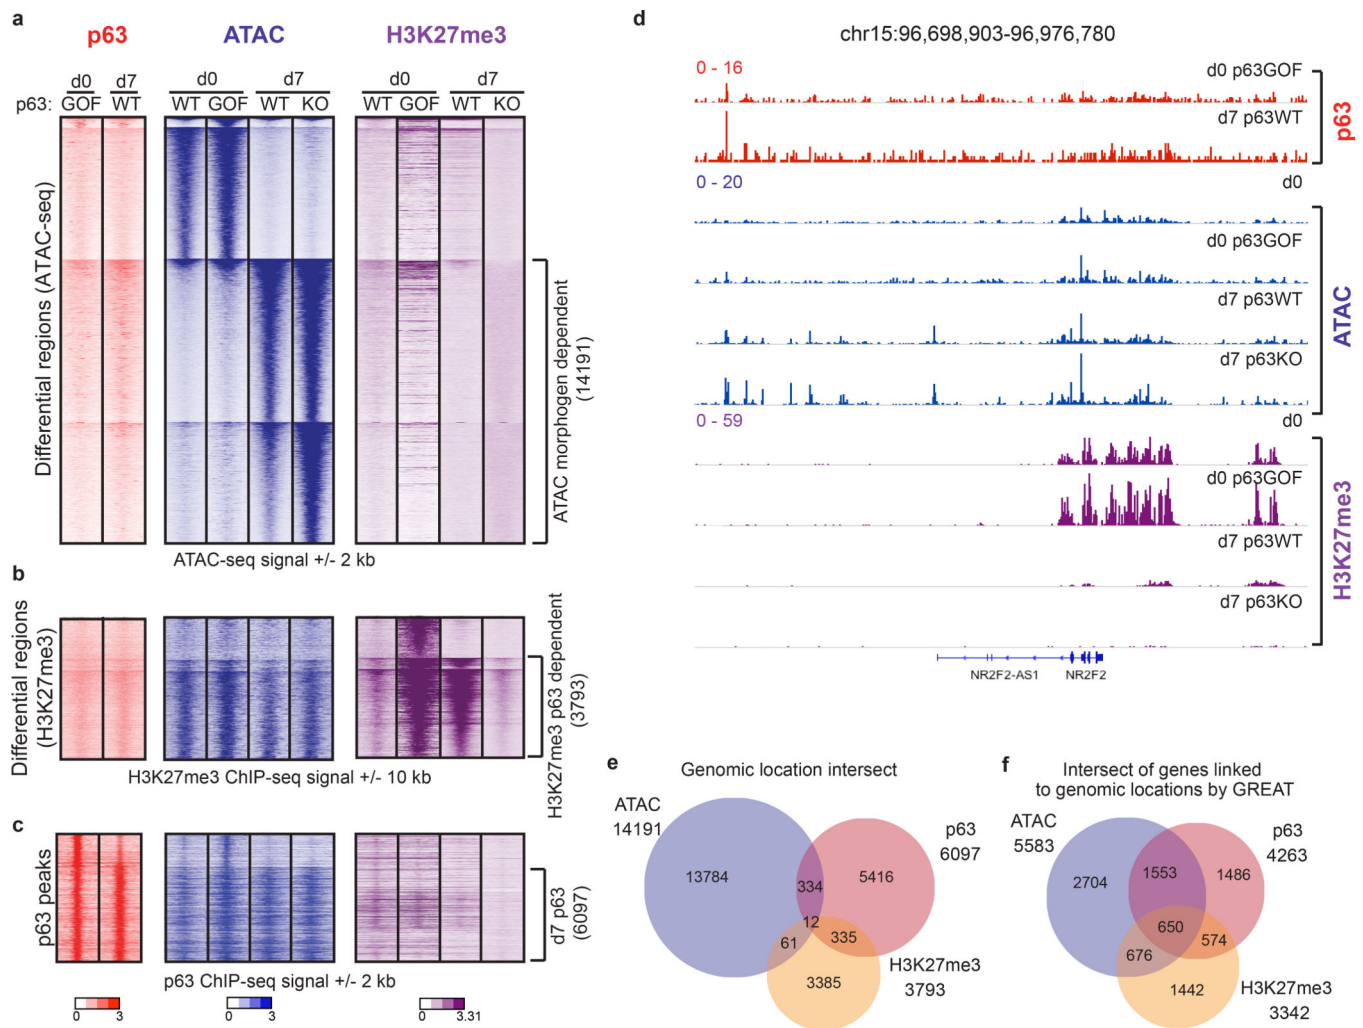 a
p63
ATAC
H3K27me3
d0 d7
d0 d7
d0 d7
p63: GOF WT
WT GOF WT KO
WT GOF WT KO
Differential regions (ATAC-seq)
ATAC morphogen dependent
(14191)
ATAC-seq signal +/- 2 kb
b
Differential regions
(H3K27me3)
H3K27me3 p63 dependent
(3793)
H3K27me3 ChIP-seq signal +/- 10 kb
c
p63 peaks
d7 p63
(6097)
p63 ChIP-seq signal +/- 2 kb
0 3
0 3
0 3.31
d
chr15:96,698,903-96,976,780
0 - 16
d0 p63GOF
d7 p63WT
p63
0 - 20
d0
d0 p63GOF
d7 p63WT
d7 p63KO
ATAC
0 - 59
d0
d0 p63GOF
d7 p63WT
d7 p63KO
H3K27me3
NR2F2-AS1 NR2F2
e
Genomic location intersect
ATAC
14191
p63
6097
13784
334
5416
12
61
335
3385
H3K27me3
3793
f
Intersect of genes linked
to genomic locations by GREAT
ATAC
5583
p63
4263
2704
1553
1486
650
676
574
1442
H3K27me3
3342